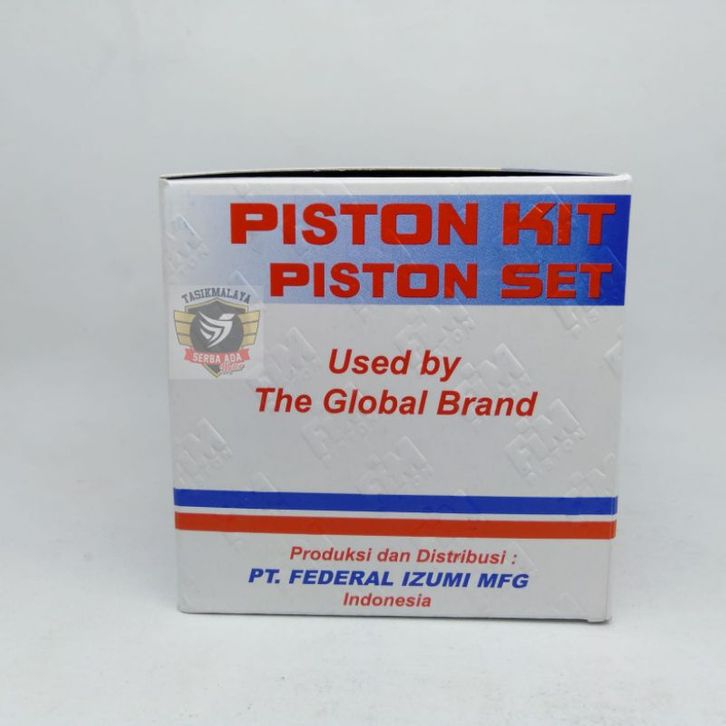 PISTON KIT
PISTON SET
TASIKMALAYA
SERBA ADA
Used by
The Global Brand
Produksi dan Distribusi :
PT. FEDERAL IZUMI MFG
Indonesia